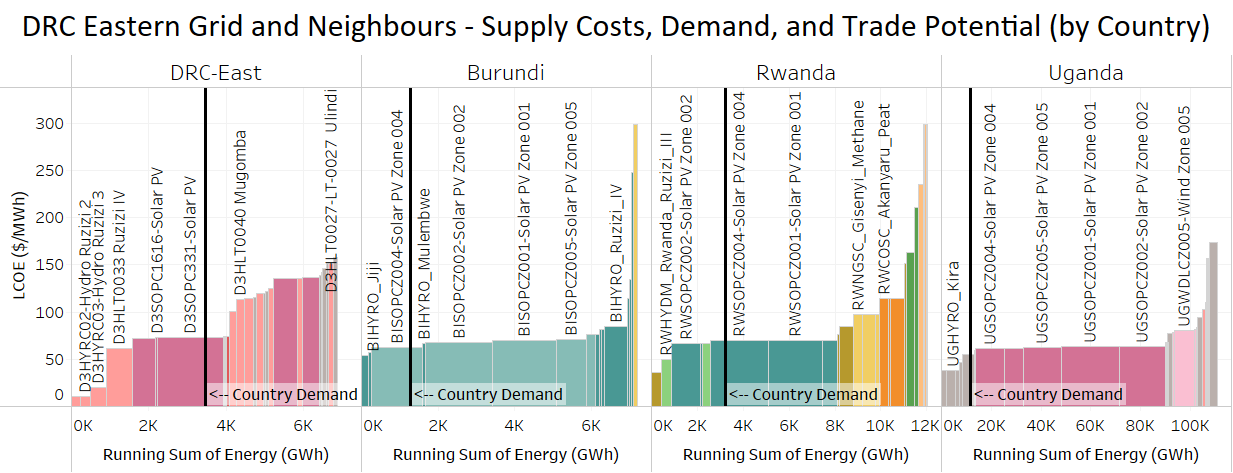 DRC Eastern Grid and Neighbours - Supply Costs, Demand, and Trade Potential (by Country)
DRC-East
Burundi
Rwanda
Uganda
LCOE ($/MWh)
300
250
200
150
100
50
0
D3HYRC02-Hydro Ruzizi 2
D3HYRC03-Hydro Ruzizi 3
D3HLT0033 Ruzizi IV
D3SOPC1616-Solar PV
D3SOPC331-Solar PV
D3HLT0040 Mugomba
D3HLT0027-LT-0027 Ulindi
<-- Country Demand
BIHYRO_Jiji
BISOPCZ004-Solar PV Zone 004
BIHYRO_Mulembwe
BISOPCZ002-Solar PV Zone 002
BISOPCZ001-Solar PV Zone 001
BISOPCZ005-Solar PV Zone 005
BIHYRO_Ruzizi_IV
<-- Country Demand
RWHYDM_Rwanda_Ruzizi_III
RWSOPCZ002-Solar PV Zone 002
RWSOPCZ004-Solar PV Zone 004
RWSOPCZ001-Solar PV Zone 001
RWNGSC_Gisenyi_Methane
RWCOSC_Akanyaru_Peat
<-- Country Demand
UGHYRO_Kira
UGSOPCZ004-Solar PV Zone 004
UGSOPCZ005-Solar PV Zone 005
UGSOPCZ001-Solar PV Zone 001
UGSOPCZ002-Solar PV Zone 002
UGWDLCZ005-Wind Zone 005
<-- Country Demand
0K 2K 4K 6K
0K 2K 4K 6K
0K 2K 4K 6K 8K 10K 12K
0K 20K 40K 60K 80K 100K
Running Sum of Energy (GWh)
Running Sum of Energy (GWh)
Running Sum of Energy (GWh)
Running Sum of Energy (GWh)